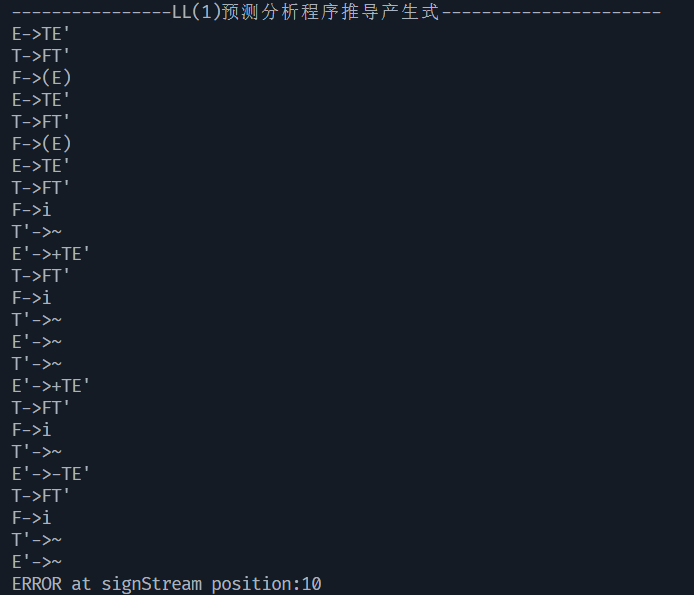 ----------------LL(1)预测分析程序推导产生式----------------------
E->TE'
T->FT'
F->(E)
E->TE'
T->FT'
F->(E)
E->TE'
T->FT'
F->i
T'->~
E'->+TE'
T->FT'
F->i
T'->~
E'->~
T'->~
E'->+TE'
T->FT'
F->i
T'->~
E'->-TE'
T->FT'
F->i
T'->~
E'->~
ERROR at signStream position:10